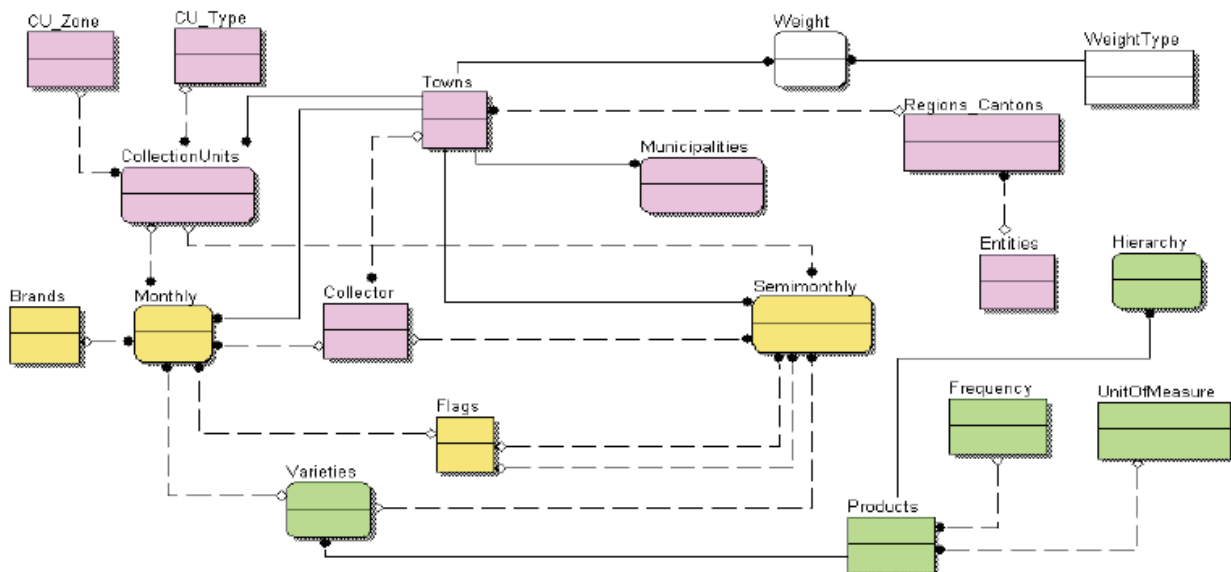 CU_Zone
CU_Type
Weight
WeightType
Towns
Regions_Cantons
Municipalities
CollectionUnits
Entities
Hierarchy
Brands
Monthly
Collector
Semimonthly
Flags
Frequency
UnitOfMeasure
Varieties
Products